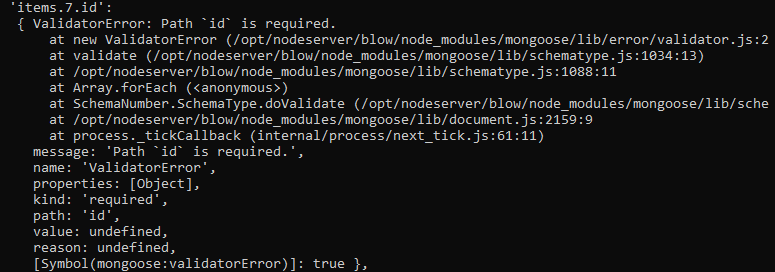 'items.7.id':
{ ValidatorError: Path `id` is required.
at new ValidatorError (/opt/nodeserver/blow/node_modules/mongoose/lib/error/validator.js:2
at validate (/opt/nodeserver/blow/node_modules/mongoose/lib/schematype.js:1034:13)
at /opt/nodeserver/blow/node_modules/mongoose/lib/schematype.js:1088:11
at Array.forEach (<anonymous>)
at SchemaNumber.SchemaType.doValidate (/opt/nodeserver/blow/node_modules/mongoose/lib/sche
at /opt/nodeserver/blow/node_modules/mongoose/lib/document.js:2159:9
at process._tickCallback (internal/process/next_tick.js:61:11)
message: 'Path `id` is required.',
name: 'ValidatorError',
properties: [Object],
kind: 'required',
path: 'id',
value: undefined,
reason: undefined,
[Symbol(mongoose:validatorError)]: true },